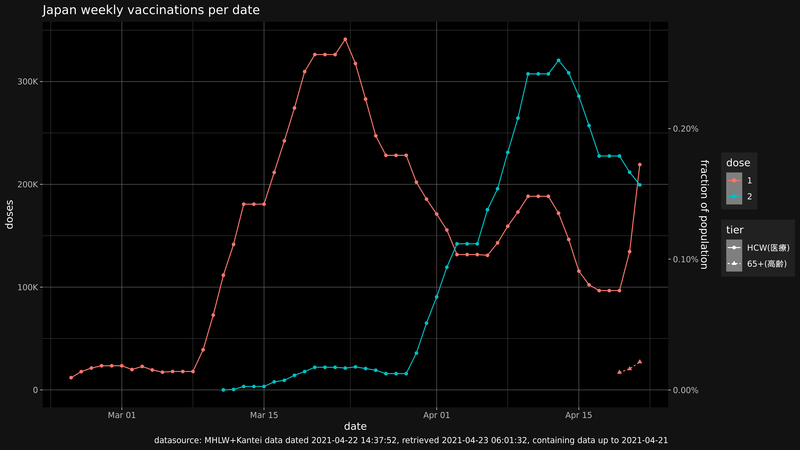 Japan weekly vaccinations per date
300K
200K
100K
0
doses
0.20%
0.10%
0.00%
fraction of population
Mar 01
Mar 15
Apr 01
Apr 15
date
dose
1
2
tier
HCW(医療)
65+(高齢)
datasource: MHLW+Kantei data dated 2021-04-22 14:37:52, retrieved 2021-04-23 06:01:32, containing data up to 2021-04-21